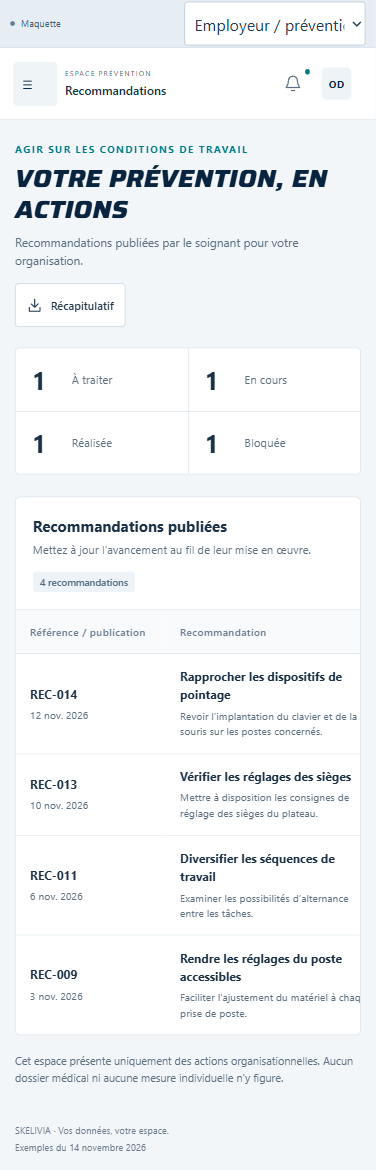 Maquette
Employeur / préventi
ESPACE PRÉVENTION
Recommandations
OD
AGIR SUR LES CONDITIONS DE TRAVAIL
VOTRE PRÉVENTION, EN
ACTIONS
Recommandations publiées par le soignant pour votre
organisation.
Récapitulatif
1 À traiter
1 En cours
1 Réalisée
1 Bloquée
Recommandations publiées
Mettez à jour l'avancement au fil de leur mise en œuvre.
4 recommandations
Référence / publication Recommandation
REC-014
12 nov. 2026
Rapprocher les dispositifs de
pointage
Revoir l'implantation du clavier et de la
souris sur les postes concernés.
REC-013
10 nov. 2026
Vérifier les réglages des sièges
Mettre à disposition les consignes de
réglage des sièges du plateau.
REC-011
6 nov. 2026
Diversifier les séquences de
travail
Examiner les possibilités d'alternance
entre les tâches.
REC-009
3 nov. 2026
Rendre les réglages du poste
accessibles
Faciliter l'ajustement du matériel à chaq
prise de poste.
Cet espace présente uniquement des actions organisationnelles. Aucun
dossier médical ni aucune mesure individuelle n'y figure.
SKELIVIA · Vos données, votre espace.
Exemples du 14 novembre 2026